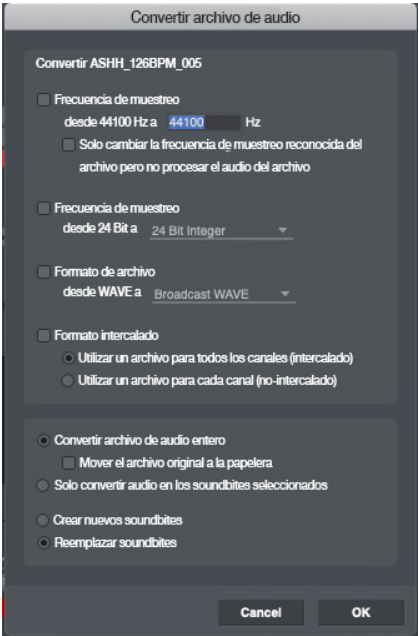 Convertir archivo de audio
Convertir ASHH_126BPM_005
Frecuencia de muestreo
desde 44100 Hz a 44100 Hz
Solo cambiar la frecuencia de muestreo reconocida del
archivo pero no procesar el audio del archivo
Frecuencia de muestreo
desde 24 Bit a 24 Bit Integer
Formato de archivo
desde WAVE a Broadcast WAVE
Formato intercalado
Utilizar un archivo para todos los canales (intercalado)
Utilizar un archivo para cada canal (no-intercalado)
Convertir archivo de audio entero
Mover el archivo original a la papelera
Solo convertir audio en los soundbites seleccionados
Crear nuevos soundbites
Reemplazar soundbites
Cancel OK